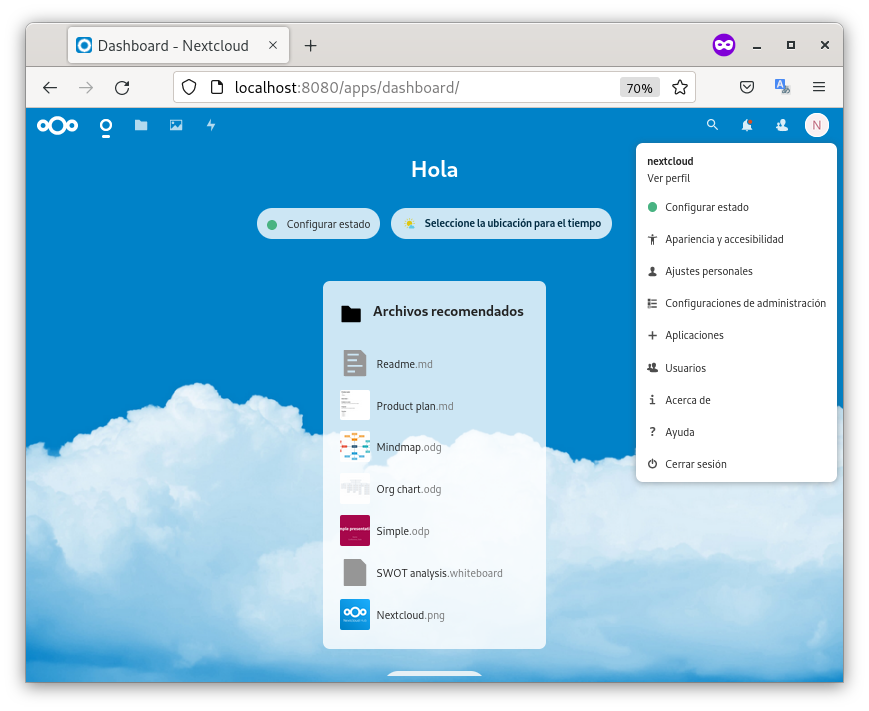 Dashboard - Nextcloud
localhost:8080/apps/dashboard/
70%
N
Hola
Configurar estado
Seleccione la ubicación para el tiempo
nextcloud
Ver perfil
Configurar estado
Apariencia y accesibilidad
Ajustes personales
Configuraciones de administración
Aplicaciones
Usuarios
Acerca de
Ayuda
Cerrar sesión
Archivos recomendados
Readme.md
Product plan.md
Mindmap.odg
Org chart.odg
Simple.odp
SWOT analysis.whiteboard
Nextcloud.png